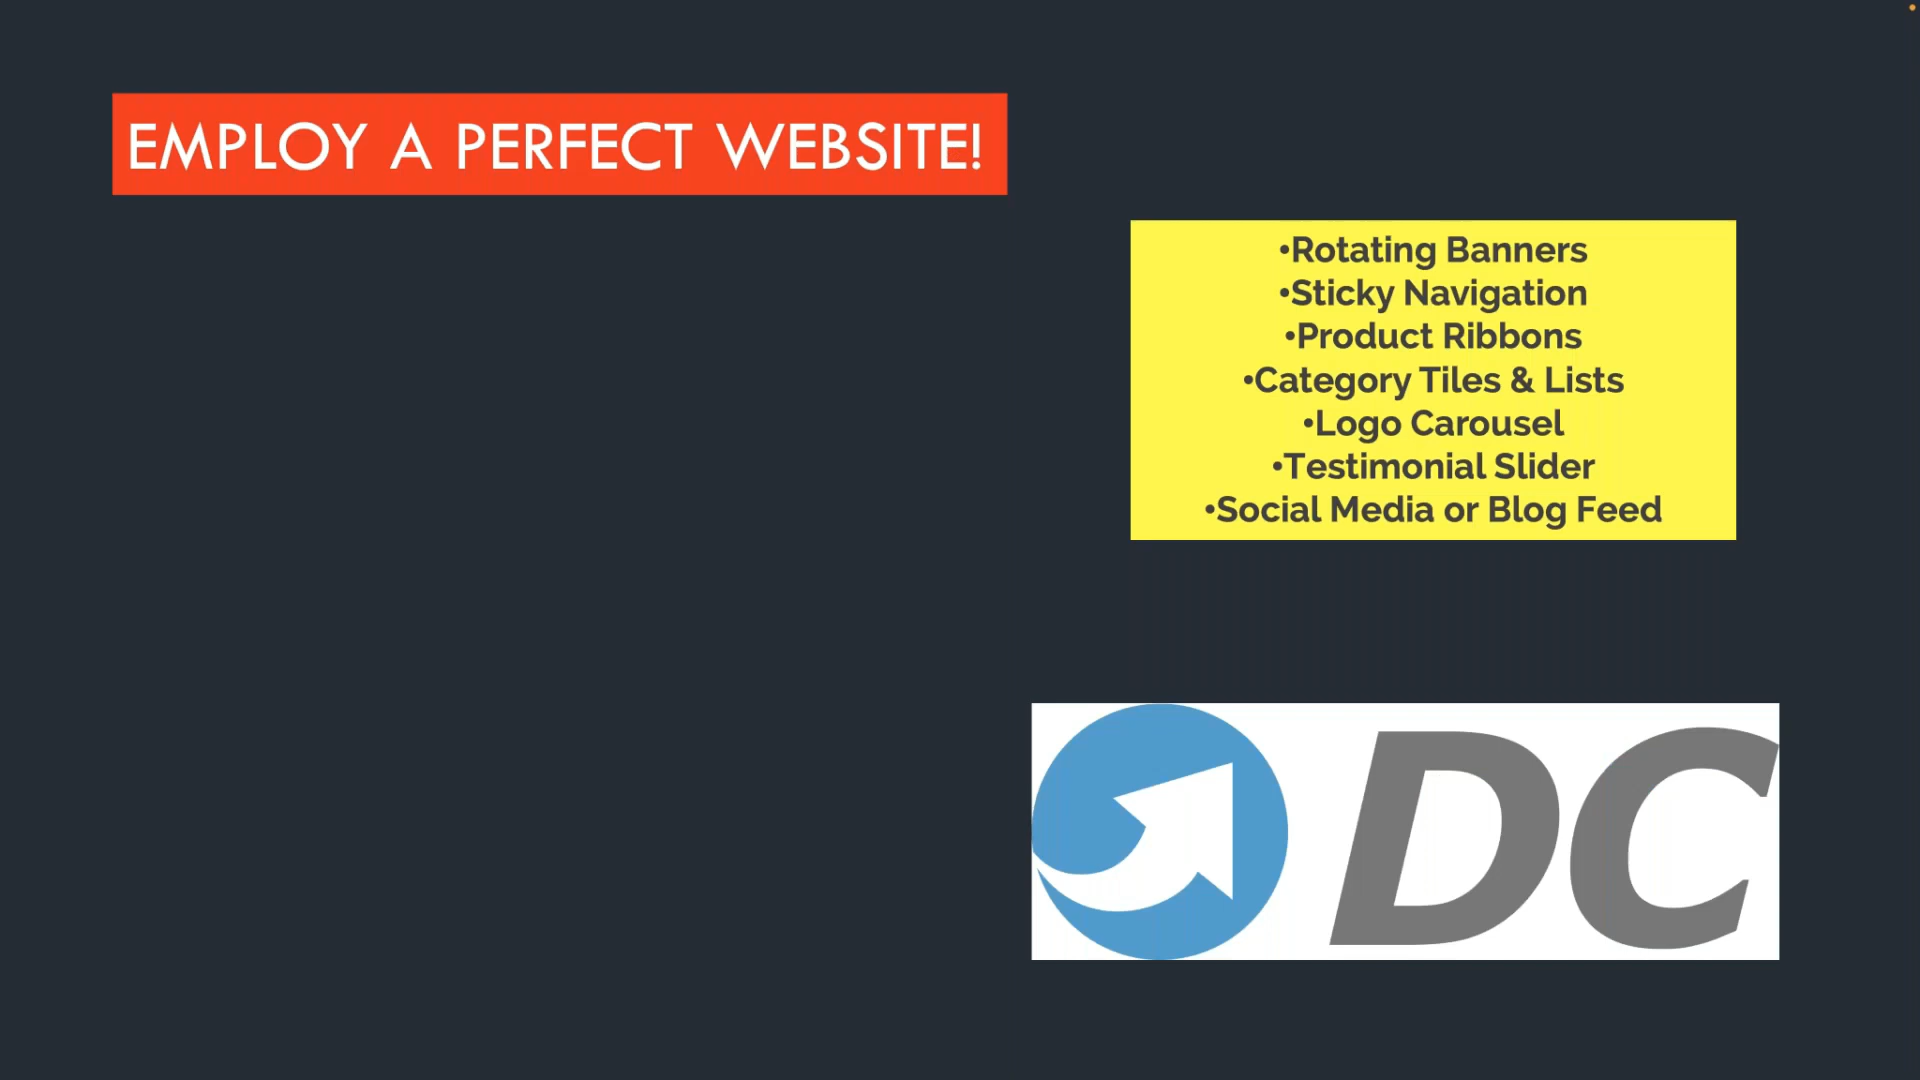 EMPLOY A PERFECT WEBSITE!
•Rotating Banners
•Sticky Navigation
•Product Ribbons
•Category Tiles & Lists
•Logo Carousel
•Testimonial Slider
•Social Media or Blog Feed
DC